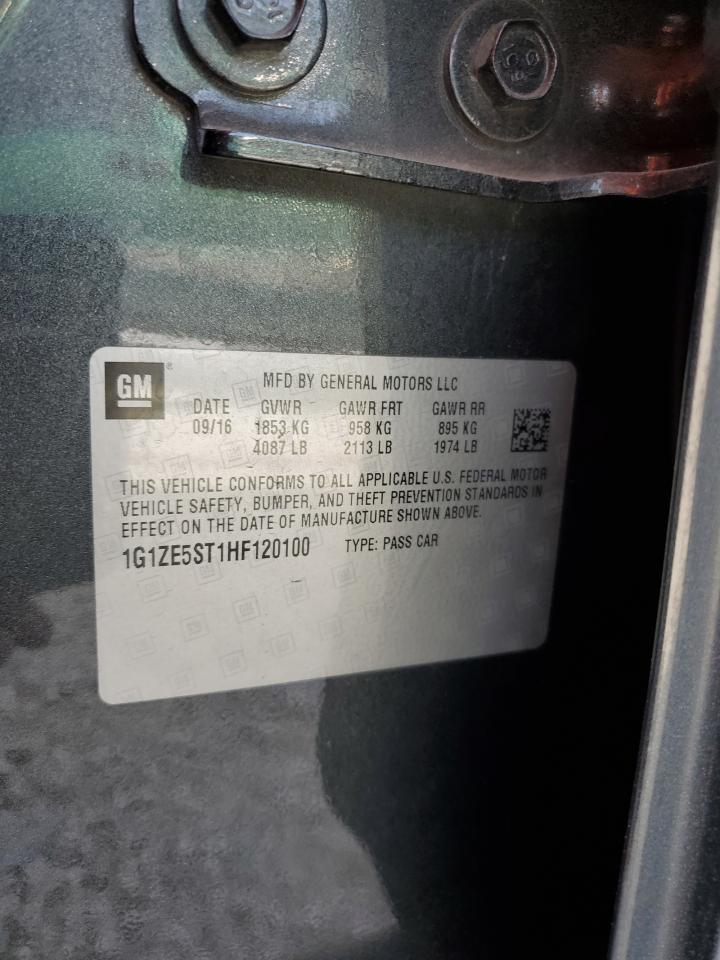 GM
MFD BY GENERAL MOTORS LLC
DATE GVWR GAWR FRT GAWR RR
09/16 1853 KG 958 KG 895 KG
4087 LB 2113 LB 1974 LB
THIS VEHICLE CONFORMS TO ALL APPLICABLE U.S. FEDERAL MOTOR
VEHICLE SAFETY, BUMPER, AND THEFT PREVENTION STANDARDS IN
EFFECT ON THE DATE OF MANUFACTURE SHOWN ABOVE.
1G1ZE5ST1HF120100 TYPE: PASS CAR